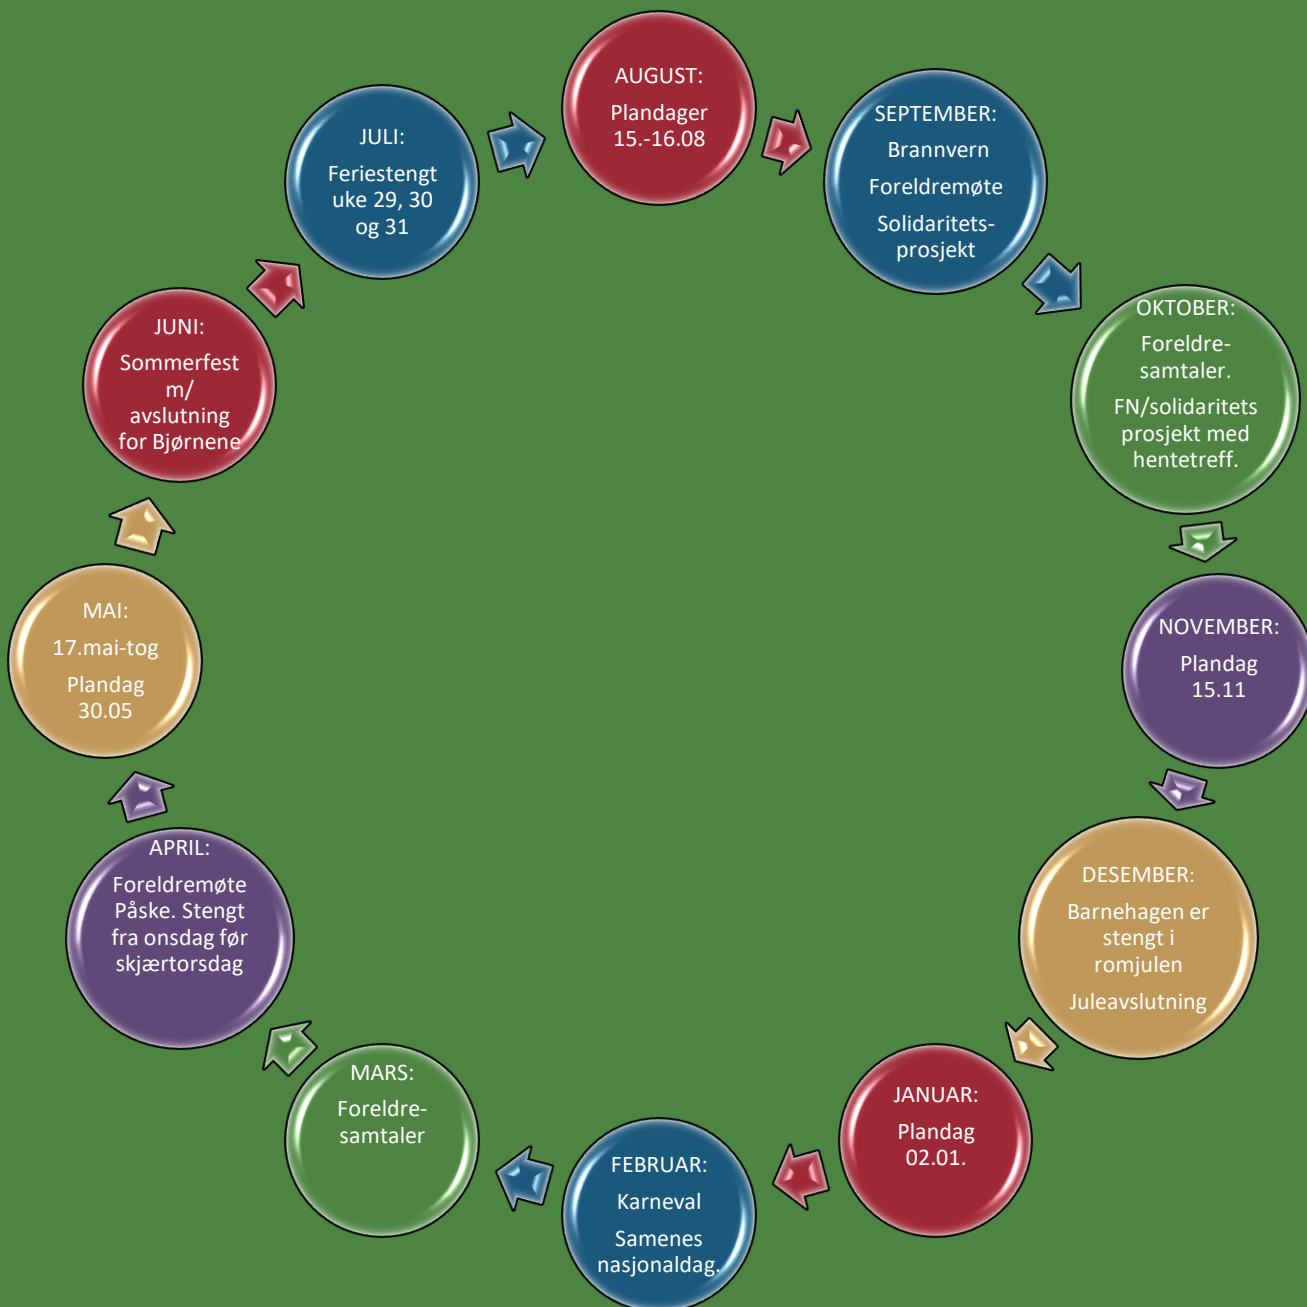 AUGUST:
Plandager
15.-16.08
SEPTEMBER:
Brannvern
Foreldremøte
Solidaritets-
prosjekt
OKTOBER:
Foreldre-
samtaler.
FN/solidaritets
prosjekt med
hentetreff.
NOVEMBER:
Plandag
15.11
DESEMBER:
Barnehagen er
stengt i
romjulen
Juleavslutning
JANUAR:
Plandag
02.01.
FEBRUAR:
Karneval
Samenes
nasjonaldag.
MARS:
Foreldre-
samtaler
APRIL:
Foreldremøte
Påske. Stengt
fra onsdag før
skjærtorsdag
MAI:
17.mai-tog
Plandag
30.05
JUNI:
Sommerfest
m/
avslutning
for Bjørnene
JULI:
Feriestengt
uke 29, 30
og 31